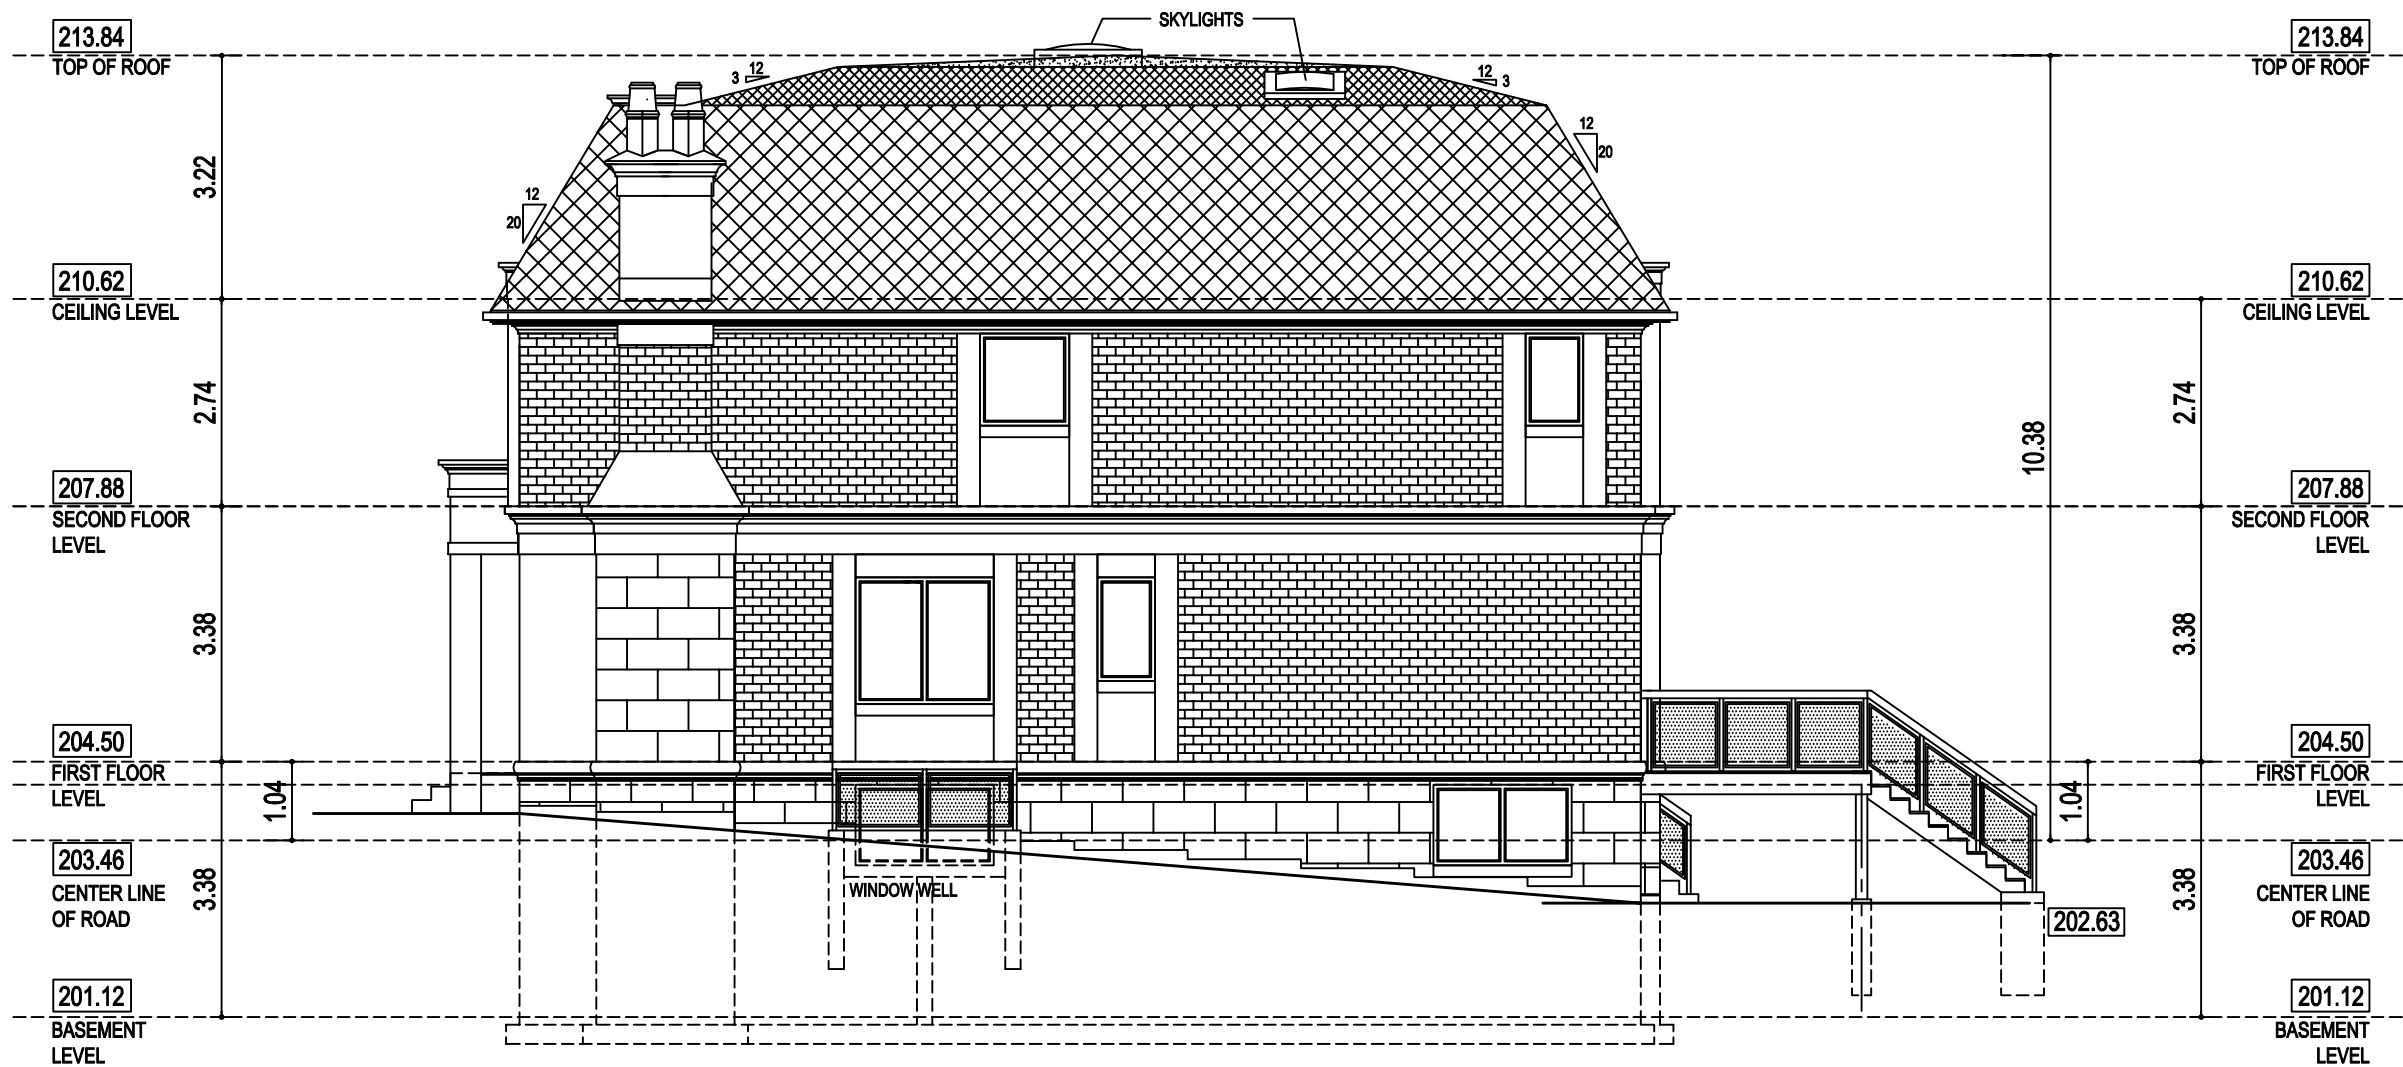 SKYLIGHTS
213.84
TOP OF ROOF
213.84
TOP OF ROOF
3
12
12
3
12
20
12
20
3.22
210.62
CEILING LEVEL
210.62
CEILING LEVEL
2.74
2.74
10.38
207.88
SECOND FLOOR
LEVEL
207.88
SECOND FLOOR
LEVEL
3.38
3.38
204.50
FIRST FLOOR
LEVEL
204.50
FIRST FLOOR
LEVEL
1.04
1.04
203.46
CENTER LINE
OF ROAD
203.46
CENTER LINE
OF ROAD
3.38
3.38
WINDOW WELL
202.63
201.12
BASEMENT
LEVEL
201.12
BASEMENT
LEVEL